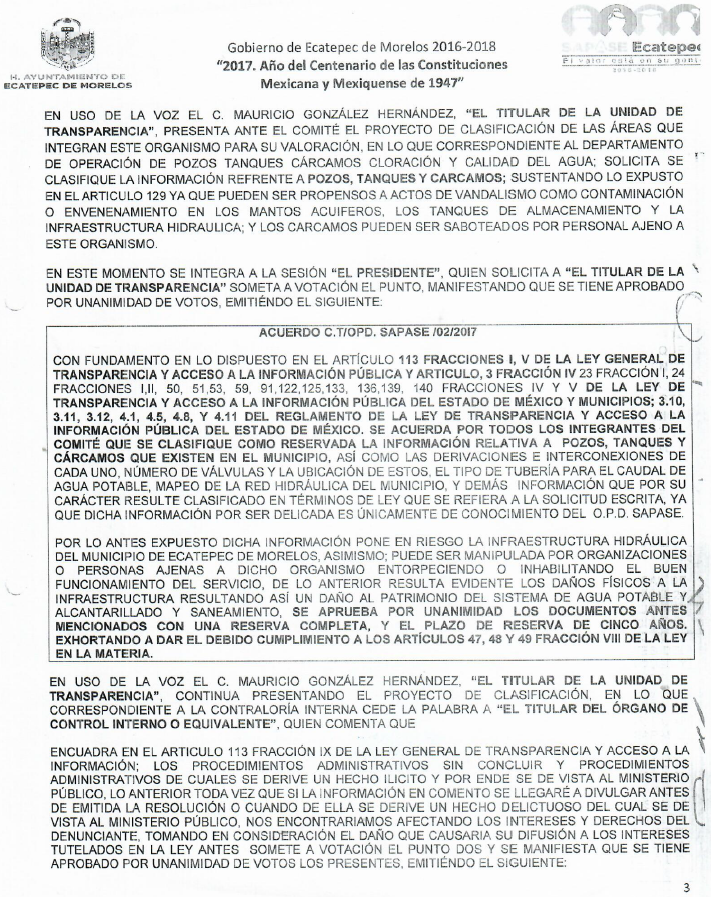 H. AYUNTAMIENTO DE
ECATEPEC DE MORELOS
Gobierno de Ecatepec de Morelos 2016-2018
"2017. Año del Centenario de las Constituciones
Mexicana y Mexiquense de 1947"
SAPASE Ecatepec
El valor está en su gente
2016-2018
EN USO DE LA VOZ EL C. MAURICIO GONZÁLEZ HERNÁNDEZ, "EL TITULAR DE LA UNIDAD DE
TRANSPARENCIA", PRESENTA ANTE EL COMITÉ EL PROYECTO DE CLASIFICACIÓN DE LAS ÁREAS QUE
INTEGRAN ESTE ORGANISMO PARA SU VALORACIÓN, EN LO QUE CORRESPONDIENTE AL DEPARTAMENTO
DE OPERACIÓN DE POZOS TANQUES CÁRCAMOS CLORACIÓN Y CALIDAD DEL AGUA; SOLICITA SE
CLASIFIQUE LA INFORMACIÓN REFRENTE A POZOS, TANQUES Y CARCAMOS; SUSTENTANDO LO EXPUSTO
EN EL ARTICULO 129 YA QUE PUEDEN SER PROPENSOS A ACTOS DE VANDALISMO COMO CONTAMINACIÓN
O ENVENENAMIENTO EN LOS MANTOS ACUIFEROS, LOS TANQUES DE ALMACENAMIENTO Y LA
INFRAESTRUCTURA HIDRAULICA; Y LOS CARCAMOS PUEDEN SER SABOTEADOS POR PERSONAL AJENO A
ESTE ORGANISMO.
EN ESTE MOMENTO SE INTEGRA A LA SESIÓN "EL PRESIDENTE", QUIEN SOLICITA A "EL TITULAR DE LA
UNIDAD DE TRANSPARENCIA" SOMETA A VOTACIÓN EL PUNTO, MANIFESTANDO QUE SE TIENE APROBADO
POR UNANIMIDAD DE VOTOS, EMITIÉNDO EL SIGUIENTE:
ACUERDO C.T/OPD. SAPASE /02/2017
CON FUNDAMENTO EN LO DISPUESTO EN EL ARTÍCULO 113 FRACCIONES I, V DE LA LEY GENERAL DE
TRANSPARENCIA Y ACCESO A LA INFORMACIÓN PÚBLICA Y ARTICULO, 3 FRACCIÓN IV 23 FRACCIÓN I, 24
FRACCIONES I,II, 50, 51,53, 59, 91,122,125,133, 136,139, 140 FRACCIONES IV Y V DE LA LEY DE
TRANSPARENCIA Y ACCESO A LA INFORMACIÓN PÚBLICA DEL ESTADO DE MÉXICO Y MUNICIPIOS; 3.10,
3.11, 3.12, 4.1, 4.5, 4.8, Y 4.11 DEL REGLAMENTO DE LA LEY DE TRANSPARENCIA Y ACCESO A LA
INFORMACIÓN PÚBLICA DEL ESTADO DE MÉXICO. SE ACUERDA POR TODOS LOS INTEGRANTES DEL
COMITÉ QUE SE CLASIFIQUE COMO RESERVADA LA INFORMACIÓN RELATIVA A POZOS, TANQUES Y
CÁRCAMOS QUE EXISTEN EN EL MUNICIPIO, ASÍ COMO LAS DERIVACIONES E INTERCONEXIONES DE
CADA UNO, NÚMERO DE VÁLVULAS Y LA UBICACIÓN DE ESTOS, EL TIPO DE TUBERÍA PARA EL CAUDAL DE
AGUA POTABLE, MAPEO DE LA RED HIDRÁULICA DEL MUNICIPIO, Y DEMÁS INFORMACIÓN QUE POR SU
CARÁCTER RESULTE CLASIFICADO EN TÉRMINOS DE LEY QUE SE REFIERA A LA SOLICITUD ESCRITA, YA
QUE DICHA INFORMACIÓN POR SER DELICADA ES ÚNICAMENTE DE CONOCIMIENTO DEL O.P.D. SAPASE.
POR LO ANTES EXPUESTO DICHA INFORMACIÓN PONE EN RIESGO LA INFRAESTRUCTURA HIDRÁULICA
DEL MUNICIPIO DE ECATEPEC DE MORELOS, ASIMISMO; PUEDE SER MANIPULADA POR ORGANIZACIONES
O PERSONAS AJENAS A DICHO ORGANISMO ENTORPECIENDO O INHABILITANDO EL BUEN
FUNCIONAMIENTO DEL SERVICIO, DE LO ANTERIOR RESULTA EVIDENTE LOS DAÑOS FÍSICOS A LA
INFRAESTRUCTURA RESULTANDO ASÍ UN DAÑO AL PATRIMONIO DEL SISTEMA DE AGUA POTABLE Y
ALCANTARILLADO Y SANEAMIENTO, SE APRUEBA POR UNANIMIDAD LOS DOCUMENTOS ANTES
MENCIONADOS CON UNA RESERVA COMPLETA, Y EL PLAZO DE RESERVA DE CINCO AÑOS.
EXHORTANDO A DAR EL DEBIDO CUMPLIMIENTO A LOS ARTÍCULOS 47, 48 Y 49 FRACCIÓN VIII DE LA LEY
EN LA MATERIA.
EN USO DE LA VOZ EL C. MAURICIO GONZÁLEZ HERNÁNDEZ, "EL TITULAR DE LA UNIDAD DE
TRANSPARENCIA", CONTINUA PRESENTANDO EL PROYECTO DE CLASIFICACIÓN, EN LO QUE
CORRESPONDIENTE A LA CONTRALORÍA INTERNA CEDE LA PALABRA A "EL TITULAR DEL ÓRGANO DE
CONTROL INTERNO O EQUIVALENTE", QUIEN COMENTA QUE
ENCUADRA EN EL ARTICULO 113 FRACCIÓN IX DE LA LEY GENERAL DE TRANSPARENCIA Y ACCESO A LA
INFORMACIÓN; LOS PROCEDIMIENTOS ADMINISTRATIVOS SIN CONCLUIR Y PROCEDIMIENTOS
ADMINISTRATIVOS DE CUALES SE DERIVE UN HECHO ILICITO Y POR ENDE SE DE VISTA AL MINISTERIO
PÚBLICO, LO ANTERIOR TODA VEZ QUE SI LA INFORMACIÓN EN COMENTO SE LLEGARÉ A DIVULGAR ANTES
DE EMITIDA LA RESOLUCIÓN O CUANDO DE ELLA SE DERIVE UN HECHO DELICTUOSO DEL CUAL SE DE
VISTA AL MINISTERIO PÚBLICO, NOS ENCONTRARIAMOS AFECTANDO LOS INTERESES Y DERECHOS DEL
DENUNCIANTE, TOMANDO EN CONSIDERACIÓN EL DAÑO QUE CAUSARIA SU DIFUSIÓN A LOS INTERESES
TUTELADOS EN LA LEY ANTES SOMETE A VOTACIÓN EL PUNTO DOS Y SE MANIFIESTA QUE SE TIENE
APROBADO POR UNANIMIDAD DE VOTOS LOS PRESENTES, EMITIÉNDO EL SIGUIENTE:
3